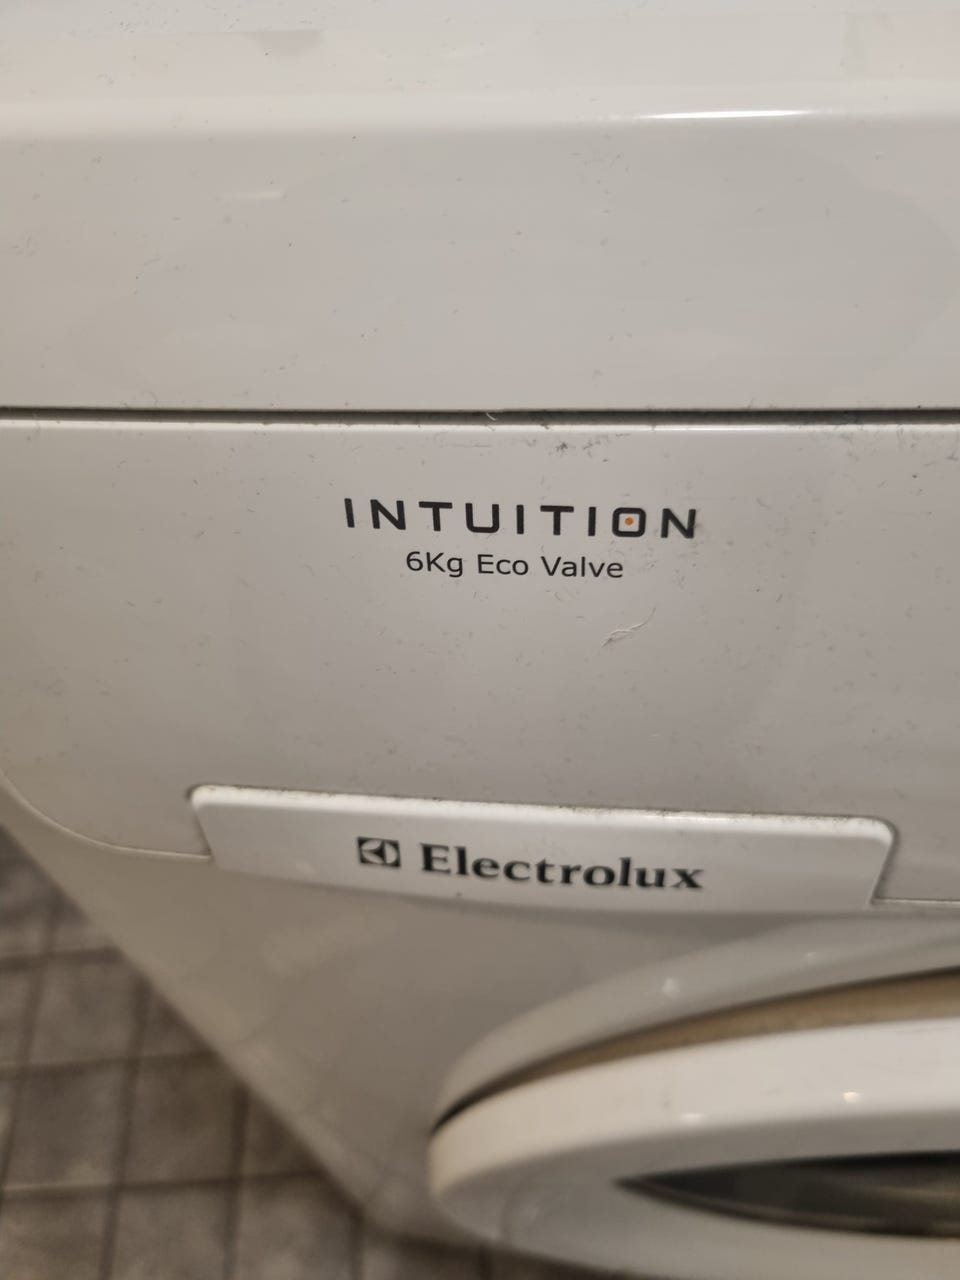 INTUITION
6Kg Eco Valve
Electrolux